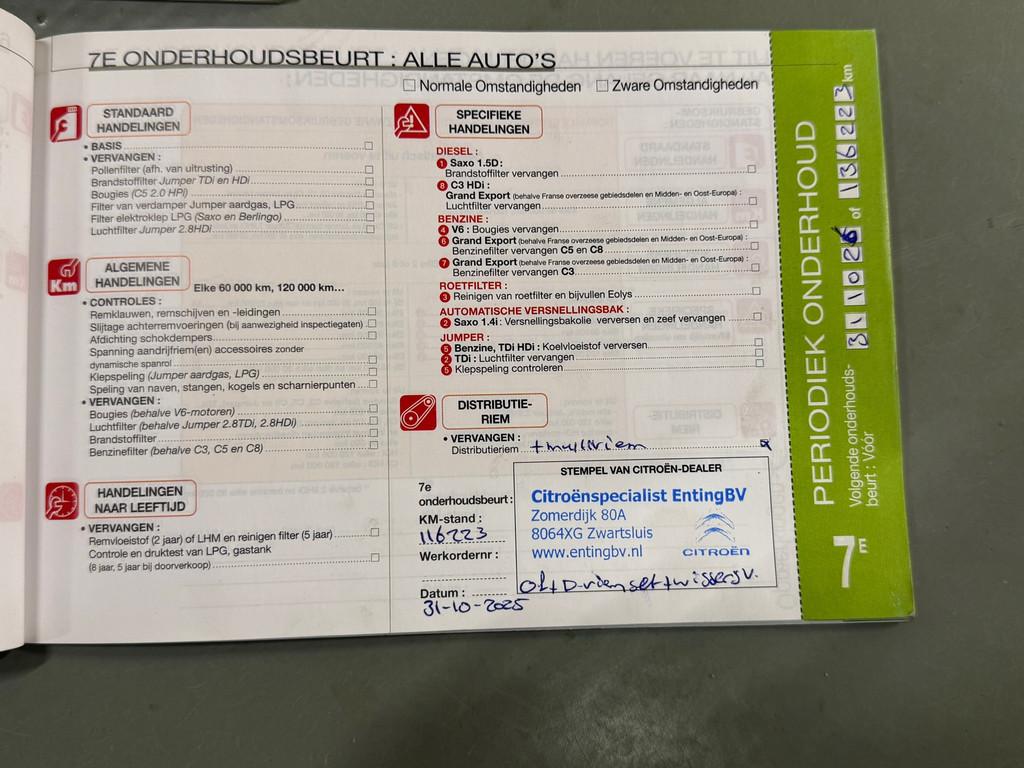 7E ONDERHOUDSBEURT : ALLE AUTO'S
Normale Omstandigheden
Zware Omstandigheden
STANDAARD
HANDELINGEN
• BASIS
• VERVANGEN :
Pollenfilter (afh. van uitrusting)
Brandstoffilter Jumper TDi en HDi
Bougies (C5 2.0 HPi)
Filter van verdamper Jumper aardgas, LPG
Filter elektroklep LPG (Saxo en Berlingo)
Luchtfilter Jumper 2.8HDi
Km
ALGEMENE
HANDELINGEN
Elke 60 000 km, 120 000 km...
• CONTROLES :
Remklauwen, remschijven en -leidingen
Slijtage achterremvoeringen (bij aanwezigheid inspectiegaten)
Afdichting schokdempers
Spanning aandrijfriem(en) accessoires zonder
dynamische spanrol
Klepspeling (Jumper aardgas, LPG)
Speling van naven, stangen, kogels en scharnierpunten
• VERVANGEN :
Bougies (behalve V6-motoren)
Luchtfilter (behalve Jumper 2.8TDi, 2.8HDi)
Brandstoffilter
Benzinefilter (behalve C3, C5 en C8)
HANDELINGEN
NAAR LEEFTIJD
• VERVANGEN :
Remvloeistof (2 jaar) of LHM en reinigen filter (5 jaar)
Controle en druktest van LPG, gastank
(8 jaar, 5 jaar bij doorverkoop)
SPECIFIEKE
HANDELINGEN
DIESEL :
1 Saxo 1.5D:
Brandstoffilter vervangen
8 C3 HDi :
Grand Export (behalve Franse overzeese gebiedsdelen en Midden- en Oost-Europa) :
Luchtfilter vervangen
BENZINE :
4 V6 : Bougies vervangen
6 Grand Export (behalve Franse overzeese gebiedsdelen en Midden- en Oost-Europa) :
Benzinefilter vervangen C5 en C8
7 Grand Export (behalve Franse overzeese gebiedsdelen en Midden- en Oost-Europa) :
Benzinefilter vervangen C3
ROETFILTER :
3 Reinigen van roetfilter en bijvullen Eolys
AUTOMATISCHE VERSNELLINGSBAK :
2 Saxo 1.4i : Versnellingsbakolie verversen en zeef vervangen
JUMPER :
5 Benzine, TDi HDi : Koelvloeistof verversen
2 TDi : Luchtfilter vervangen
5 Klepspeling controleren
DISTRIBUTIE-
RIEM
• VERVANGEN :
Distributieriem
7e
onderhoudsbeurt :
KM-stand :
116223
Werkordernr :
Datum :
31-10-2025
STEMPEL VAN CITROËN-DEALER
Citroënspecialist EntingBV
Zomerdijk 80A
8064XG Zwartsluis
www.entingbv.nl
CITROËN
PERIODIEK ONDERHOUD
Volgende onderhouds-
beurt : Vóór 31 10 26 of 136223 km
7E